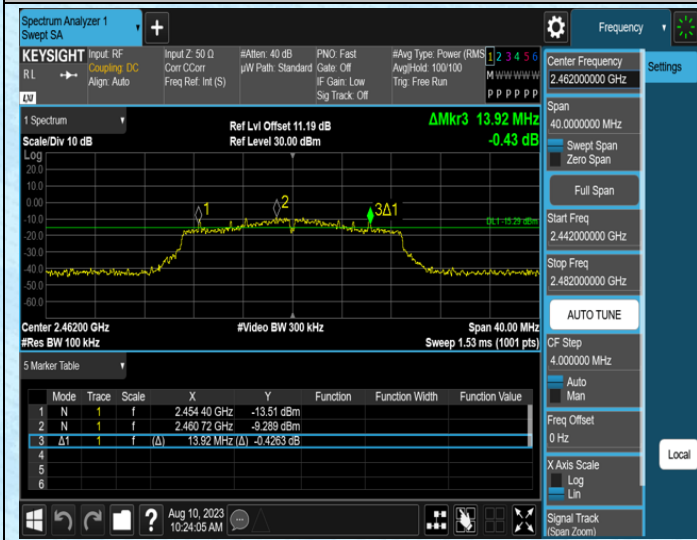 Spectrum Analyzer 1
Swept SA
+
Frequency
KEYSIGHT
RL
LXI
Input: RF
Coupling: DC
Align: Auto
Input Z: 50 Ω
Corr CCorr
Freq Ref: Int (S)
#Atten: 40 dB
µW Path: Standard
PNO: Fast
Gate: Off
IF Gain: Low
Sig Track: Off
#Avg Type: Power (RMS
Avg|Hold: 100/100
Trig: Free Run
1 2 3 4 5 6
M W W W W W
P P P P P P
1 Spectrum
Scale/Div 10 dB
Log
Ref Lvl Offset 11.19 dB
Ref Level 30.00 dBm
ΔMkr3 13.92 MHz
-0.43 dB
20.0
10.0
0.00
-10.0
-20.0
-30.0
-40.0
-50.0
-60.0
1
2
3Δ1
DL1 -15.29 dBm
Center 2.46200 GHz
#Video BW 300 kHz
Span 40.00 MHz
#Res BW 100 kHz
Sweep 1.53 ms (1001 pts)
5 Marker Table
Mode Trace Scale X Y Function Function Width Function Value
1 N 1 f 2.454 40 GHz -13.51 dBm
2 N 1 f 2.460 72 GHz -9.289 dBm
3 Δ1 1 f (Δ) 13.92 MHz (Δ) -0.4263 dB
4
5
6
Aug 10, 2023
10:24:05 AM
?
Center Frequency
2.462000000 GHz
Settings
Span
40.0000000 MHz
Swept Span
Zero Span
Full Span
Start Freq
2.442000000 GHz
Stop Freq
2.482000000 GHz
AUTO TUNE
CF Step
4.000000 MHz
Auto
Man
Freq Offset
0 Hz
Local
X Axis Scale
Log
Lin
Signal Track
(Span Zoom)